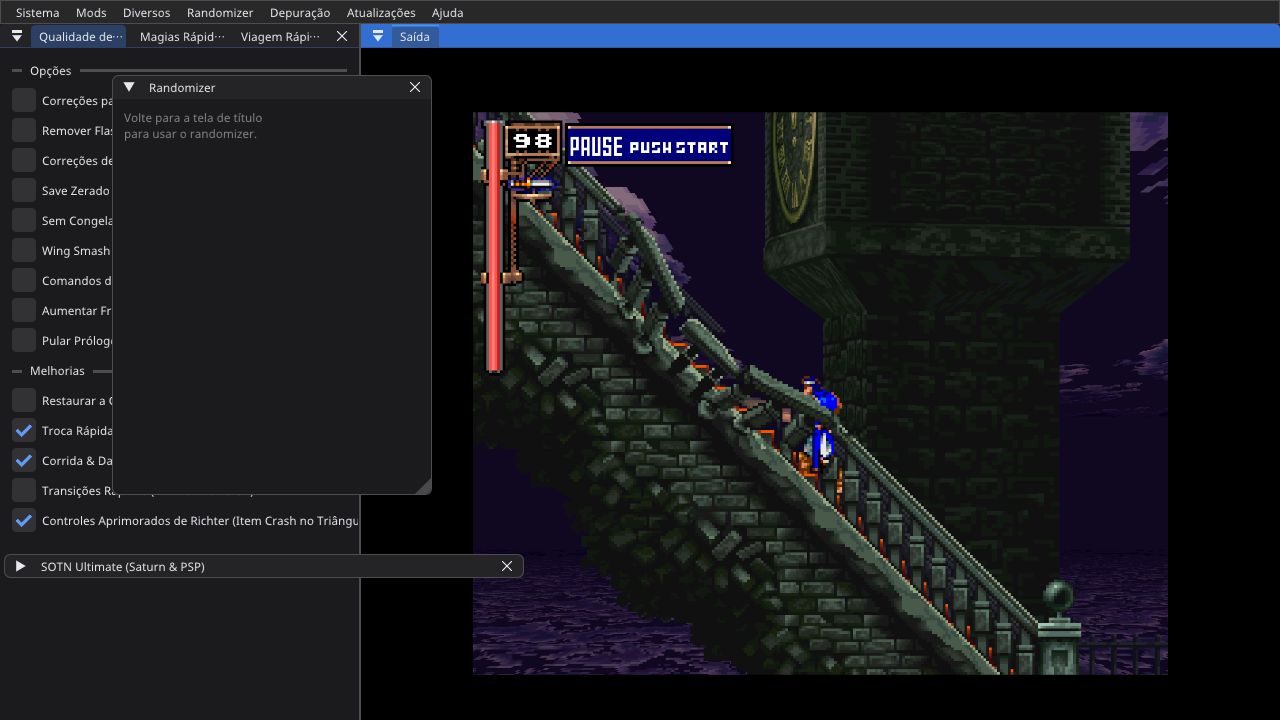 Sistema Mods Diversos Randomizer Depuração Atualizações Ajuda
Qualidade de··· Magias Rápid··· Viagem Rápi···
Saída
Opções
Randomizer
Volte para a tela de título
para usar o randomizer.
Correções pa
Remover Flas
Correções de
Save Zerado
Sem Congela
Wing Smash
Comandos d
Aumentar Fr
Pular Prólogo
Melhorias
Restaurar a
Troca Rápida
Corrida & Da
Transições
Controles Aprimorados de Richter (Item Crash no Triângu
SOTN Ultimate (Saturn & PSP)
98
PAUSE PUSH START